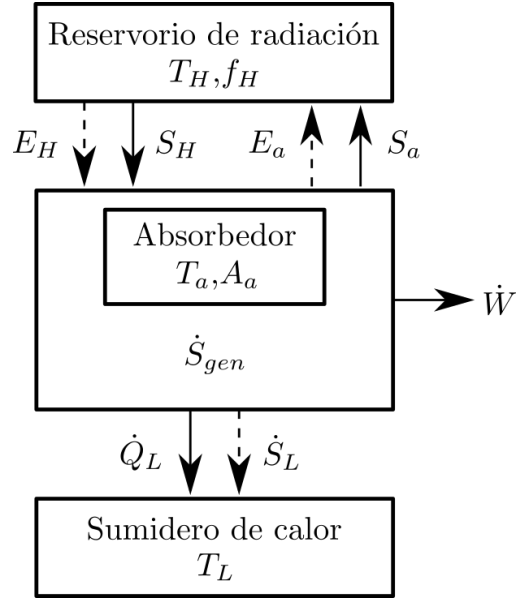 Reservorio de radiación
T_H,f_H
E_H
S_H
E_a
S_a
Absorbedor
T_a,A_a
Ẇ
Ṡ_gen
Q̇_L
Ṡ_L
Sumidero de calor
T_L